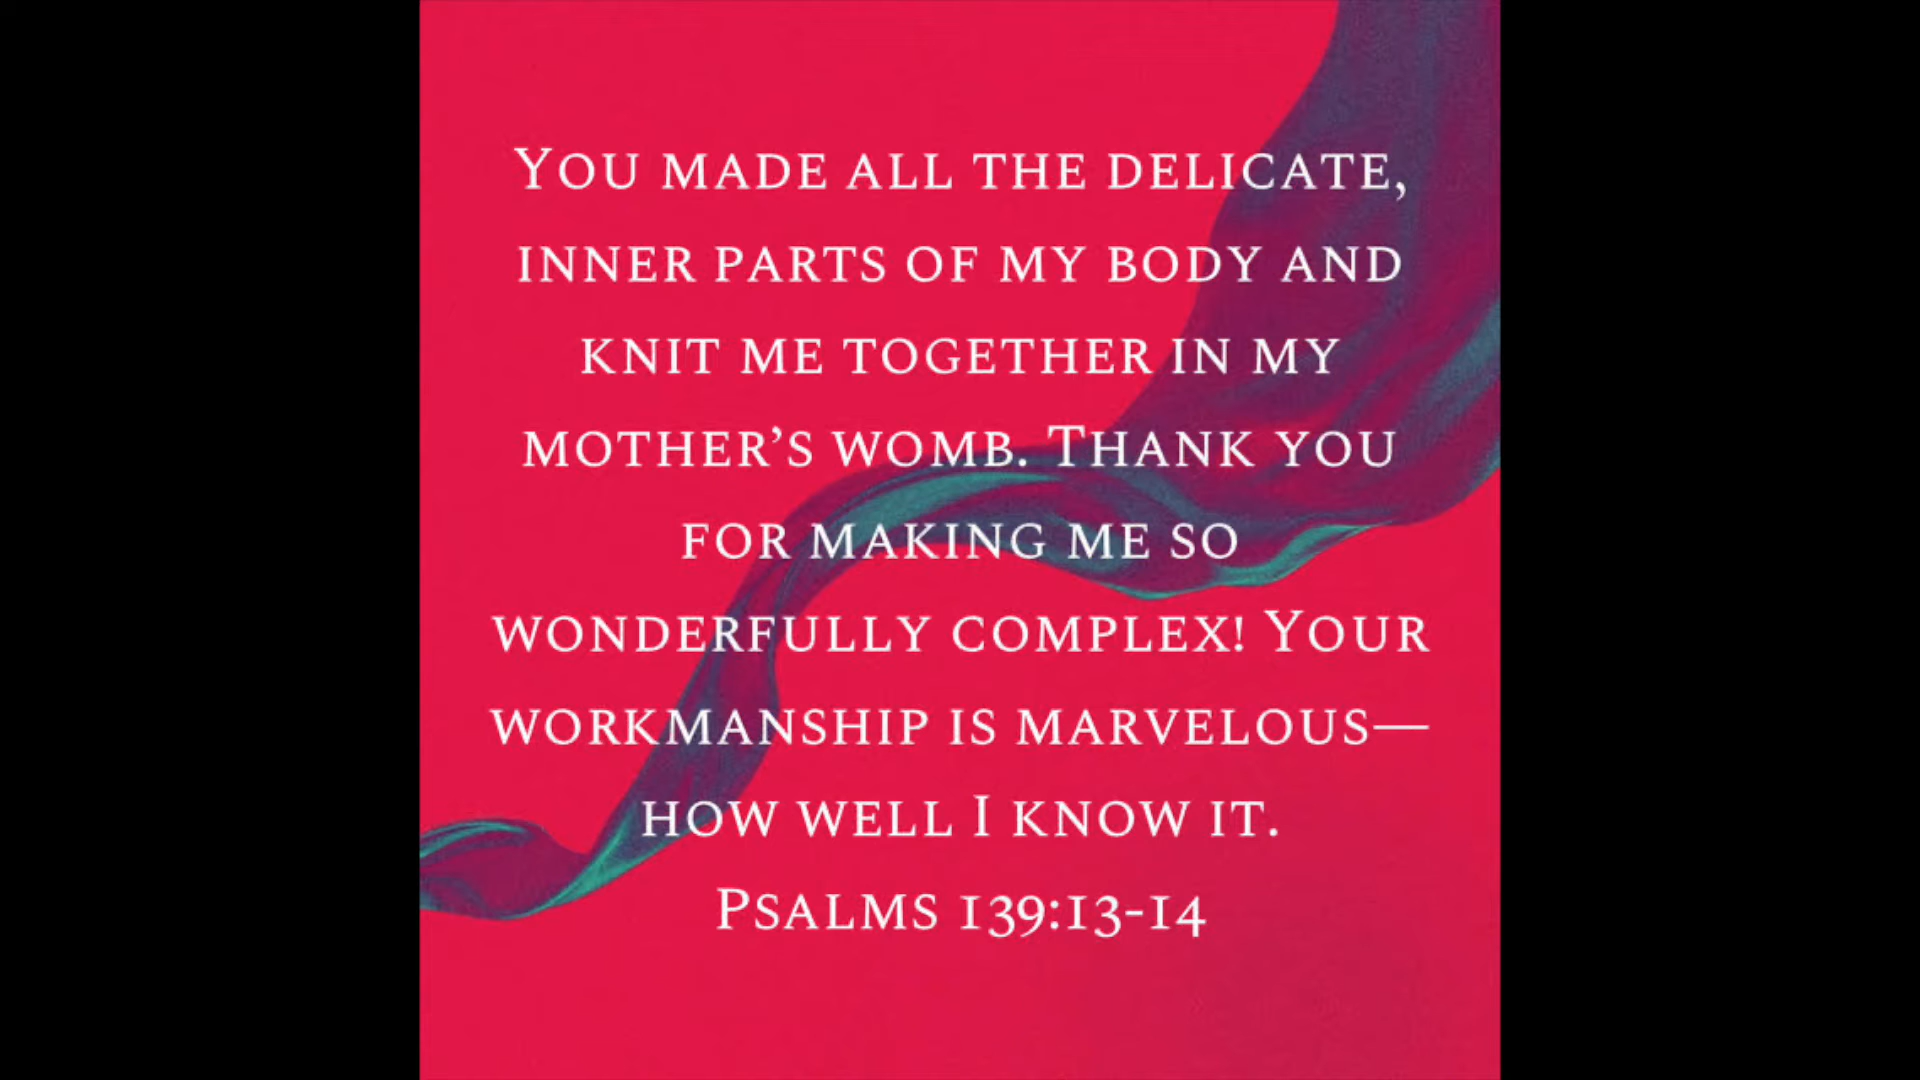 You made all the delicate,
inner parts of my body and
knit me together in my
mother’s womb. Thank you
for making me so
wonderfully complex! Your
workmanship is marvelous—
how well I know it.
Psalms 139:13-14